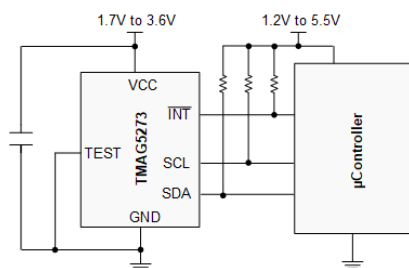 1.7V to 3.6V
1.2V to 5.5V
VCC
INT
TEST
TMAG5273
SCL
SDA
GND
µController